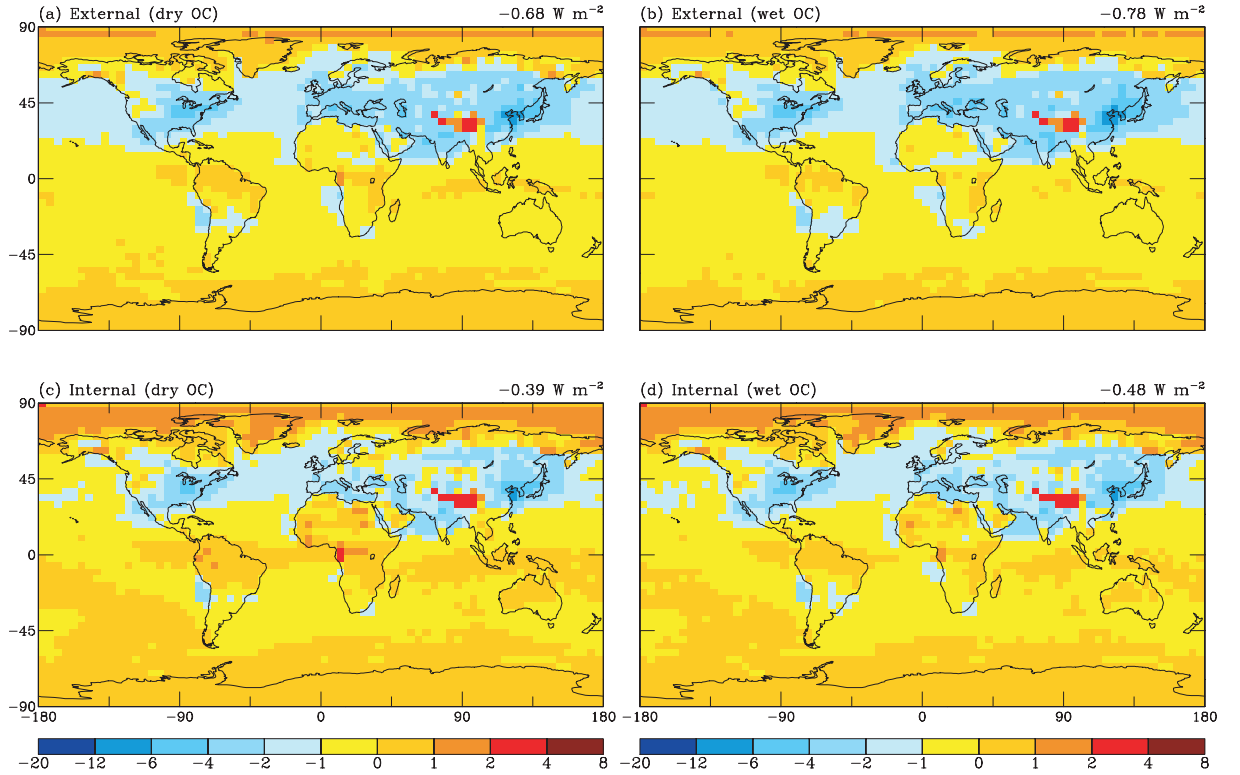 (a) External (dry OC) −0.68 W m⁻² (b) External (wet OC) −0.78 W m⁻²
90
45
0
−45
−90
(c) Internal (dry OC) −0.39 W m⁻² (d) Internal (wet OC) −0.48 W m⁻²
90
45
0
−45
−90
−180 −90 0 90 180 −90 0 90 180
−20 −12 −6 −4 −2 −1 0 1 2 4 8 −20 −12 −6 −4 −2 −1 0 1 2 4 8